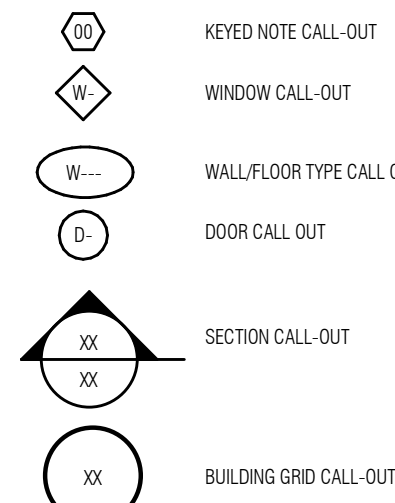 00 KEYED NOTE CALL-OUT
W- WINDOW CALL-OUT
W--- WALL/FLOOR TYPE CALL
D- DOOR CALL OUT
XX
SECTION CALL-OUT
XX
XX BUILDING GRID CALL-OUT